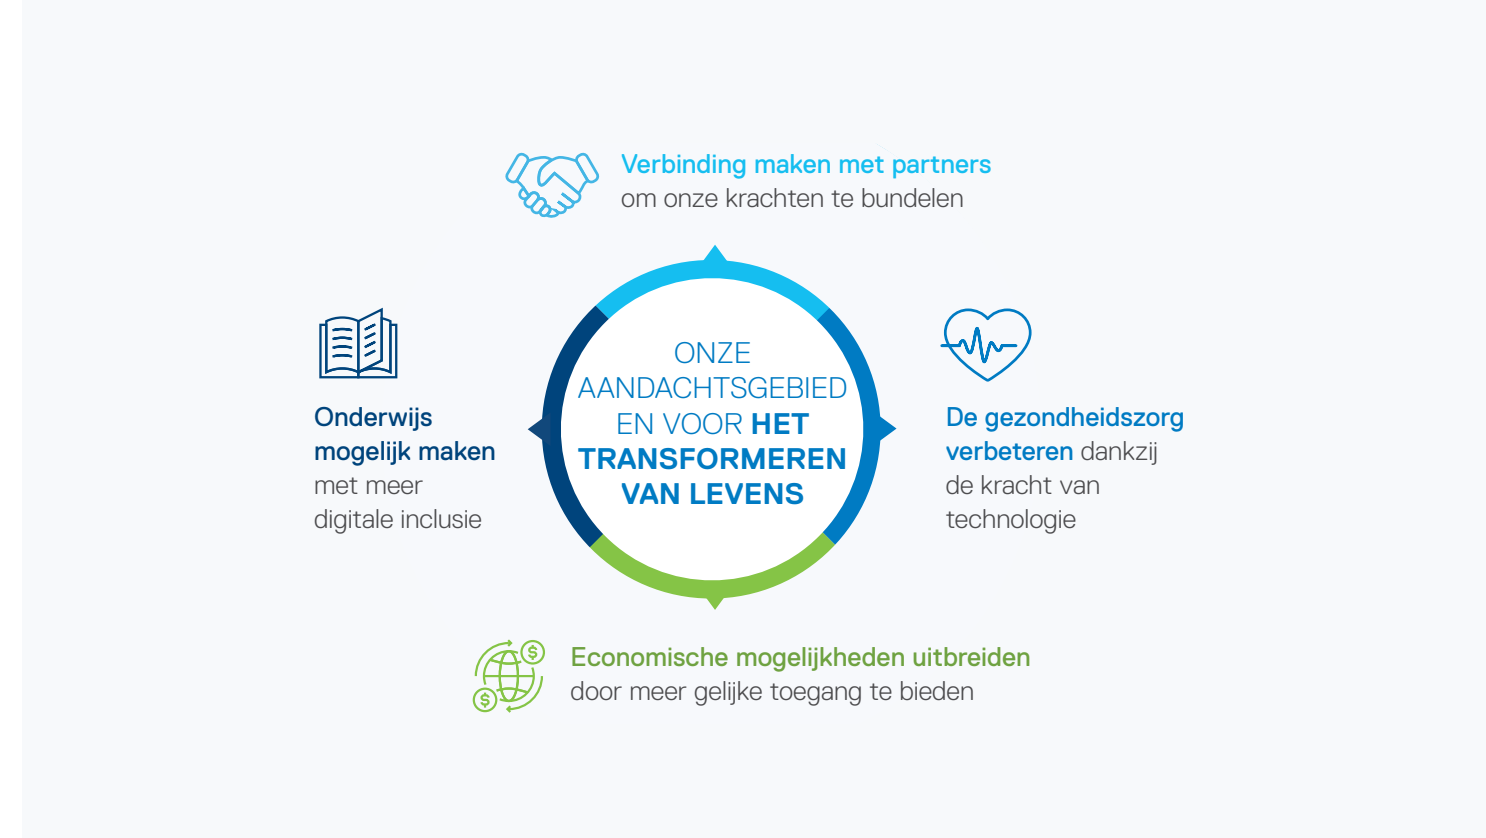 Verbinding maken met partners
om onze krachten te bundelen
ONZE
AANDACHTSGEBIED
EN VOOR HET
TRANSFORMEREN
VAN LEVENS
Onderwijs
mogelijk maken
met meer
digitale inclusie
De gezondheidszorg
verbeteren dankzij
de kracht van
technologie
$
$
Economische mogelijkheden uitbreiden
door meer gelijke toegang te bieden